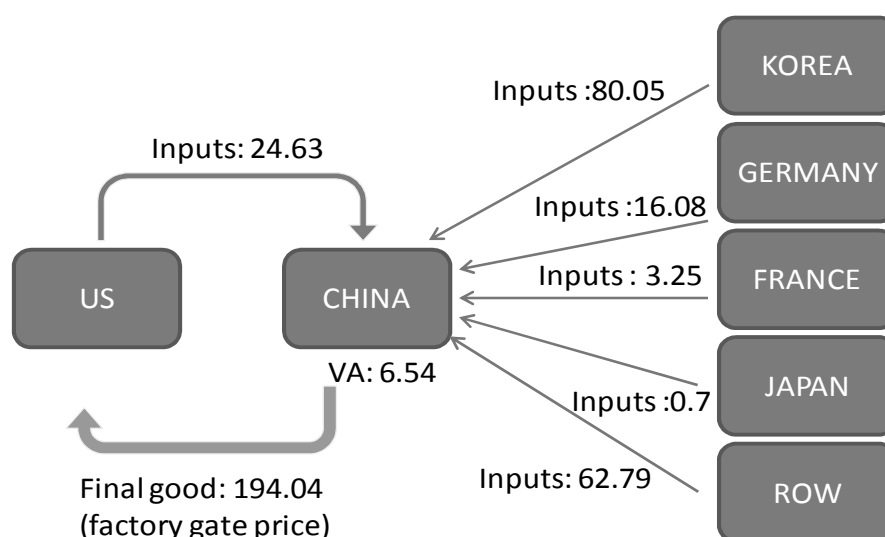 KOREA
Inputs :80.05
Inputs: 24.63
GERMANY
Inputs :16.08
US
CHINA
Inputs : 3.25
FRANCE
VA: 6.54
Inputs :0.7
JAPAN
Final good: 194.04
(factory gate price)
Inputs: 62.79
ROW